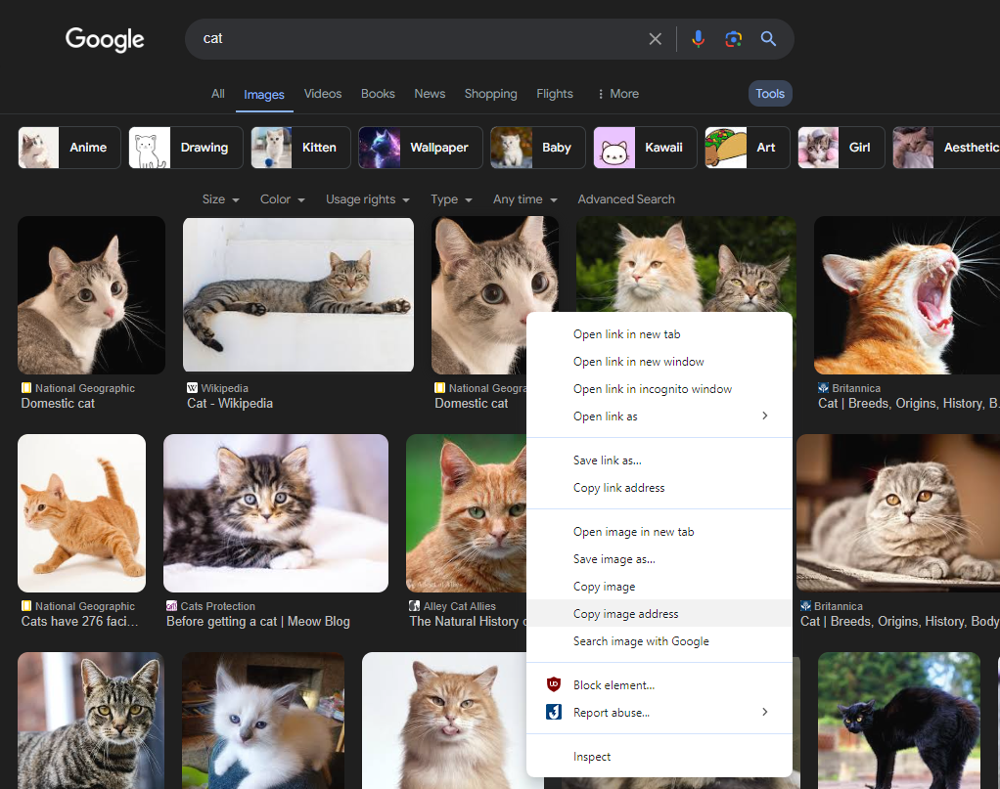 Google
cat
All Images Videos Books News Shopping Flights More Tools
Anime Drawing Kitten Wallpaper Baby Kawaii Art Girl Aesthetic
Size Color Usage rights Type Any time Advanced Search
National Geographic
Domestic cat
W Wikipedia
Cat - Wikipedia
National Geogra
Domestic cat
Britannica
Cat | Breeds, Origins, History, B...
Open link in new tab
Open link in new window
Open link in incognito window
Open link as
Save link as...
Copy link address
Open image in new tab
Save image as...
Copy image
Copy image address
Search image with Google
Block element...
Report abuse...
Inspect
National Geographic
Cats have 276 faci...
Cats Protection
Before getting a cat | Meow Blog
Alley Cat Allies
The Natural History
Britannica
Cat | Breeds, Origins, History, Body